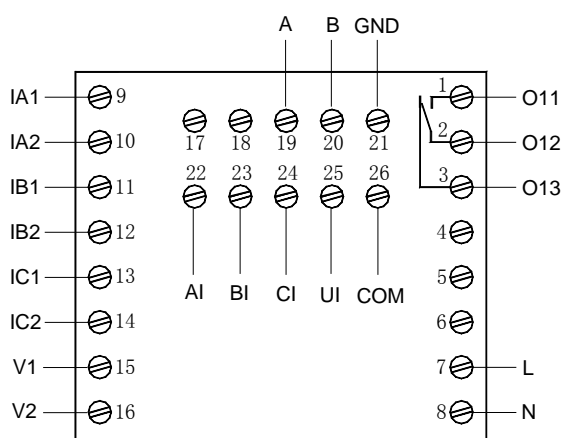 A B GND
IA1 9 1 O11
17 18 19 20 21
IA2 10 2 O12
22 23 24 25 26
IB1 11 3 O13
IB2 12 4
IC1 13 5
AI BI CI UI COM
IC2 14 6
V1 15 7 L
V2 16 8 N